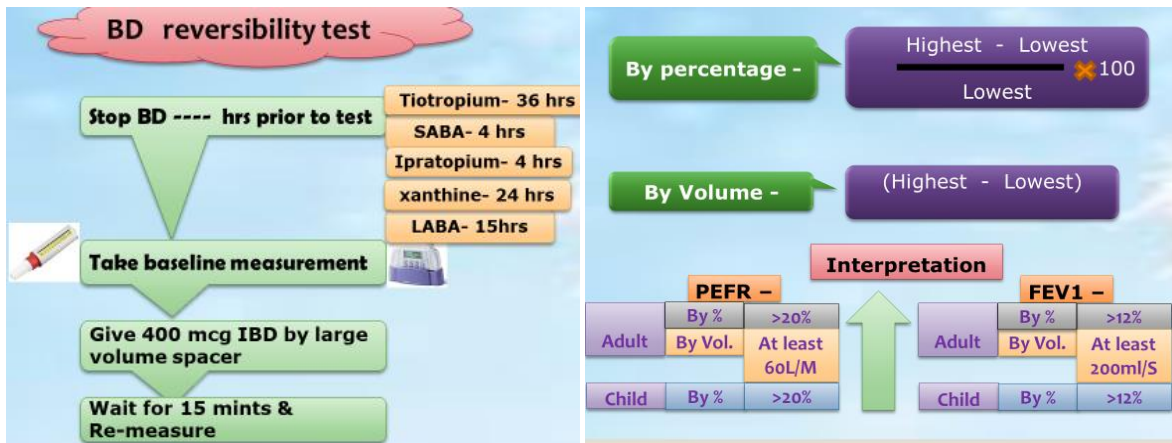 BD reversibility test
Stop BD ---- hrs prior to test
Tiotropium- 36 hrs
SABA- 4 hrs
Ipratopium- 4 hrs
xanthine- 24 hrs
LABA- 15hrs
Take baseline measurement
Give 400 mcg IBD by large
volume spacer
Wait for 15 mints &
Re-measure
By percentage -
Highest - Lowest
✖100
Lowest
By Volume -
(Highest - Lowest)
Interpretation
PEFR –
Adult By % >20%
By Vol. At least
60L/M
Child By % >20%
FEV1 –
Adult By % >12%
By Vol. At least
200ml/S
Child By % >12%